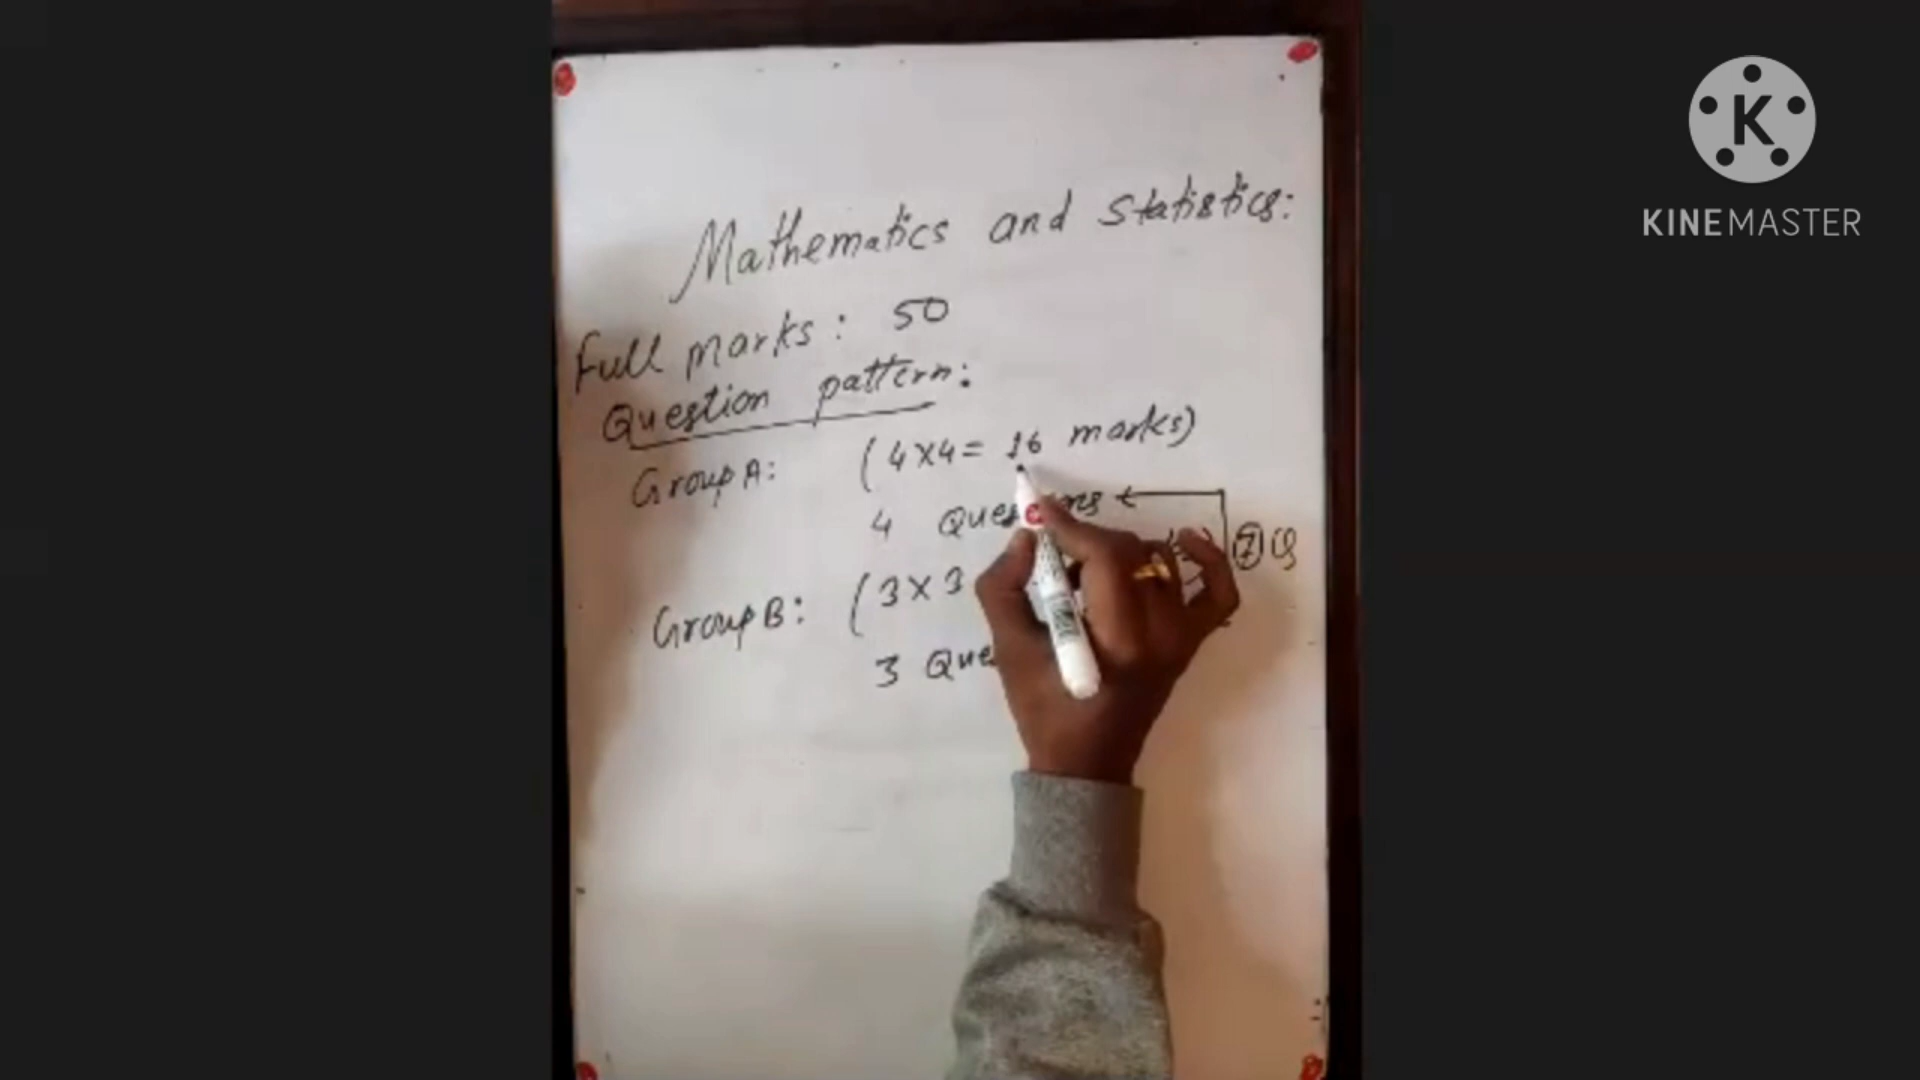 Mathematics and Statistics:
Full marks: 50
Question pattern:
Group A: (4×4= 16 marks)
4 Questions
Group B: (3×3
3 Que
K
KINEMASTER